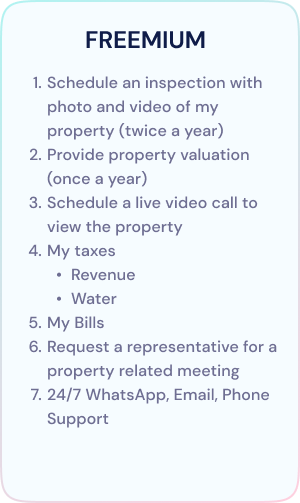 FREEMIUM
1. Schedule an inspection with
photo and video of my
property (twice a year)
2. Provide property valuation
(once a year)
3. Schedule a live video call to
view the property
4. My taxes
• Revenue
• Water
5. My Bills
6. Request a representative for a
property related meeting
7. 24/7 WhatsApp, Email, Phone
Support